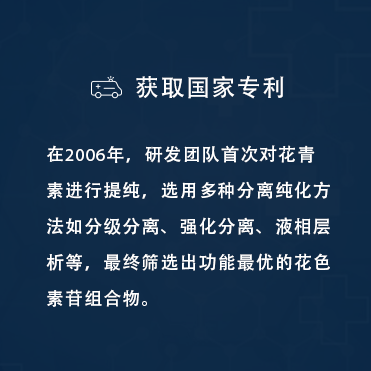 获取国家专利
在2006年，研发团队首次对花青
素进行提纯，选用多种分离纯化方
法如分级分离、强化分离、液相层
析等，最终筛选出功能最优的花色
素苷组合物。